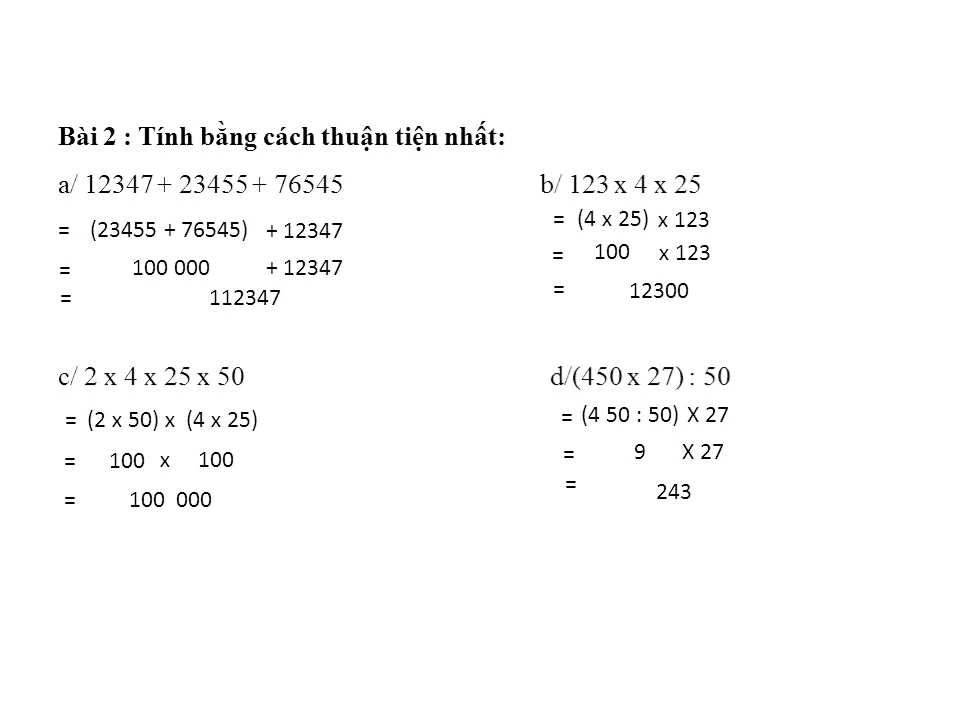 Bài 2 : Tính bằng cách thuận tiện nhất:
a/ 12347 + 23455 + 76545
= (23455 + 76545) + 12347
= 100 000 + 12347
= 112347
b/ 123 x 4 x 25
= (4 x 25) x 123
= 100 x 123
= 12300
c/ 2 x 4 x 25 x 50
= (2 x 50) x (4 x 25)
= 100 x 100
= 100 000
d/(450 x 27) : 50
= (4 50 : 50) X 27
= 9 X 27
= 243